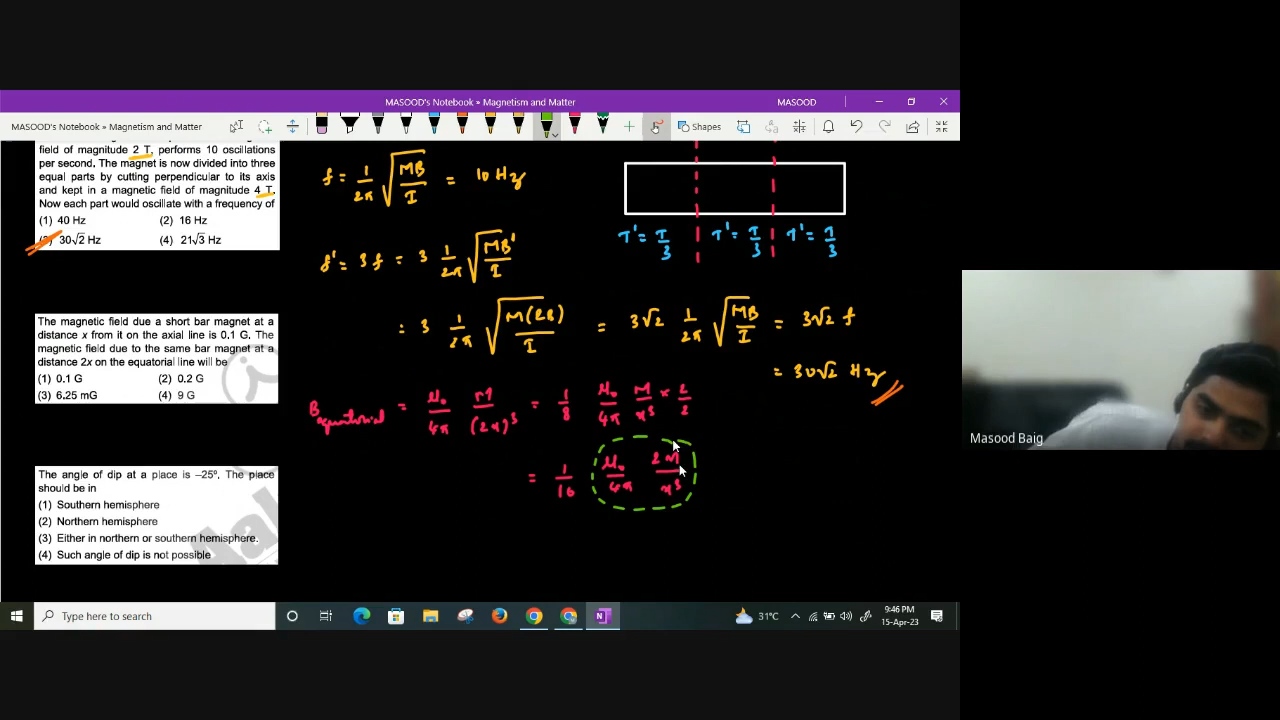 MASOOD's Notebook » Magnetism and Matter
MASOOD
MASOOD's Notebook » Magnetism and Matter
Shapes
field of magnitude 2 T, performs 10 oscillations
per second. The magnet is now divided into three
equal parts by cutting perpendicular to its axis
and kept in a magnetic field of magnitude 4 T.
Now each part would oscillate with a frequency of
(1) 40 Hz (2) 16 Hz
30√2 Hz (4) 21√3 Hz
f = 1/2π √(MB/I) = 10 Hz
T' = T/3 T' = T/3 T' = T/3
f' = 3f = 3 1/2π √(MB'/I)
= 3 1/2π √(M(2B)/I) = 3√2 1/2π √(MB/I) = 3√2 f
= 30√2 Hz
The magnetic field due a short bar magnet at a
distance x from it on the axial line is 0.1 G. The
magnetic field due to the same bar magnet at a
distance 2x on the equatorial line will be
(1) 0.1 G (2) 0.2 G
(3) 6.25 mG (4) 9 G
B equatorial = μ₀/4π M/(2x)³ = 1/8 μ₀/4π M/x³ × 2/2
= 1/16 μ₀/4π 2M/x³
The angle of dip at a place is –25°. The place
should be in
(1) Southern hemisphere
(2) Northern hemisphere
(3) Either in northern or southern hemisphere.
(4) Such angle of dip is not possible
Masood Baig
Type here to search
31°C
9:46 PM
15-Apr-23